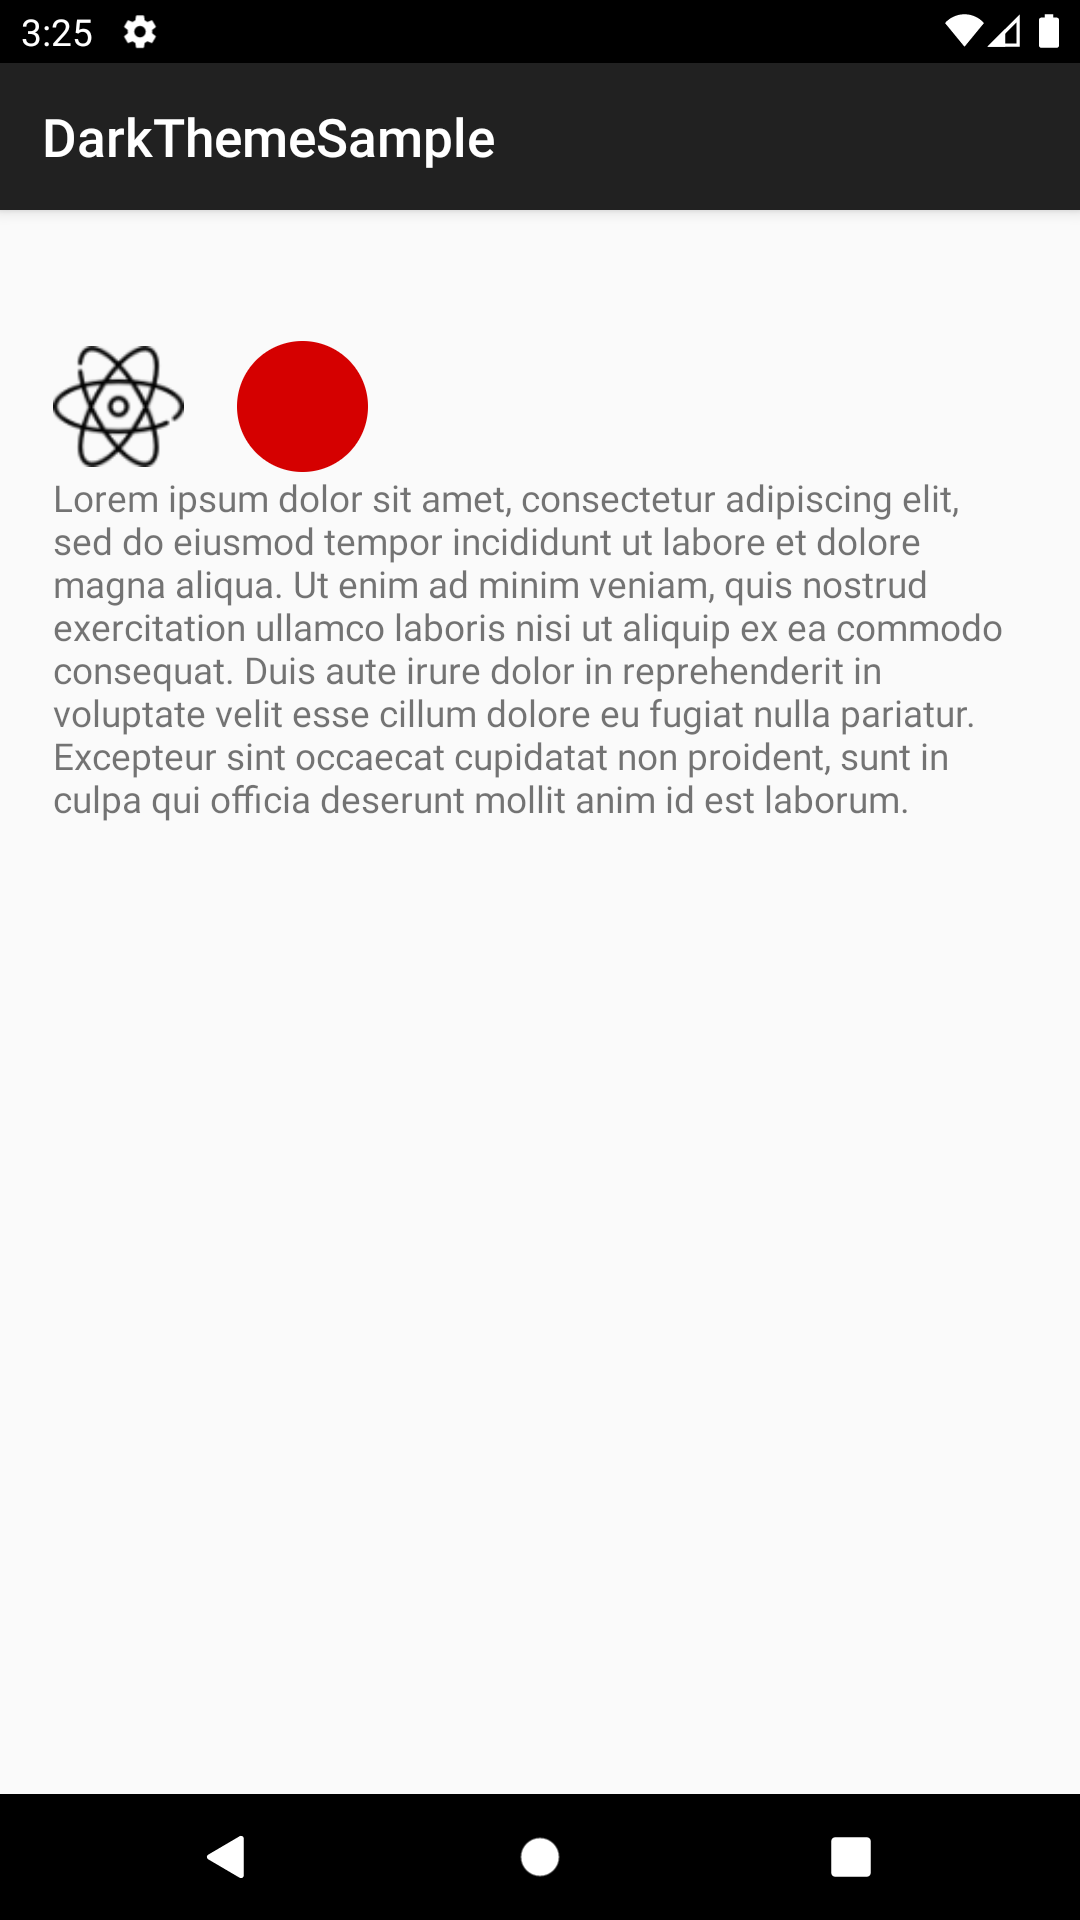 3:25
DarkThemeSample
Lorem ipsum dolor sit amet, consectetur adipiscing elit,
sed do eiusmod tempor incididunt ut labore et dolore
magna aliqua. Ut enim ad minim veniam, quis nostrud
exercitation ullamco laboris nisi ut aliquip ex ea commodo
consequat. Duis aute irure dolor in reprehenderit in
voluptate velit esse cillum dolore eu fugiat nulla pariatur.
Excepteur sint occaecat cupidatat non proident, sunt in
culpa qui officia deserunt mollit anim id est laborum.